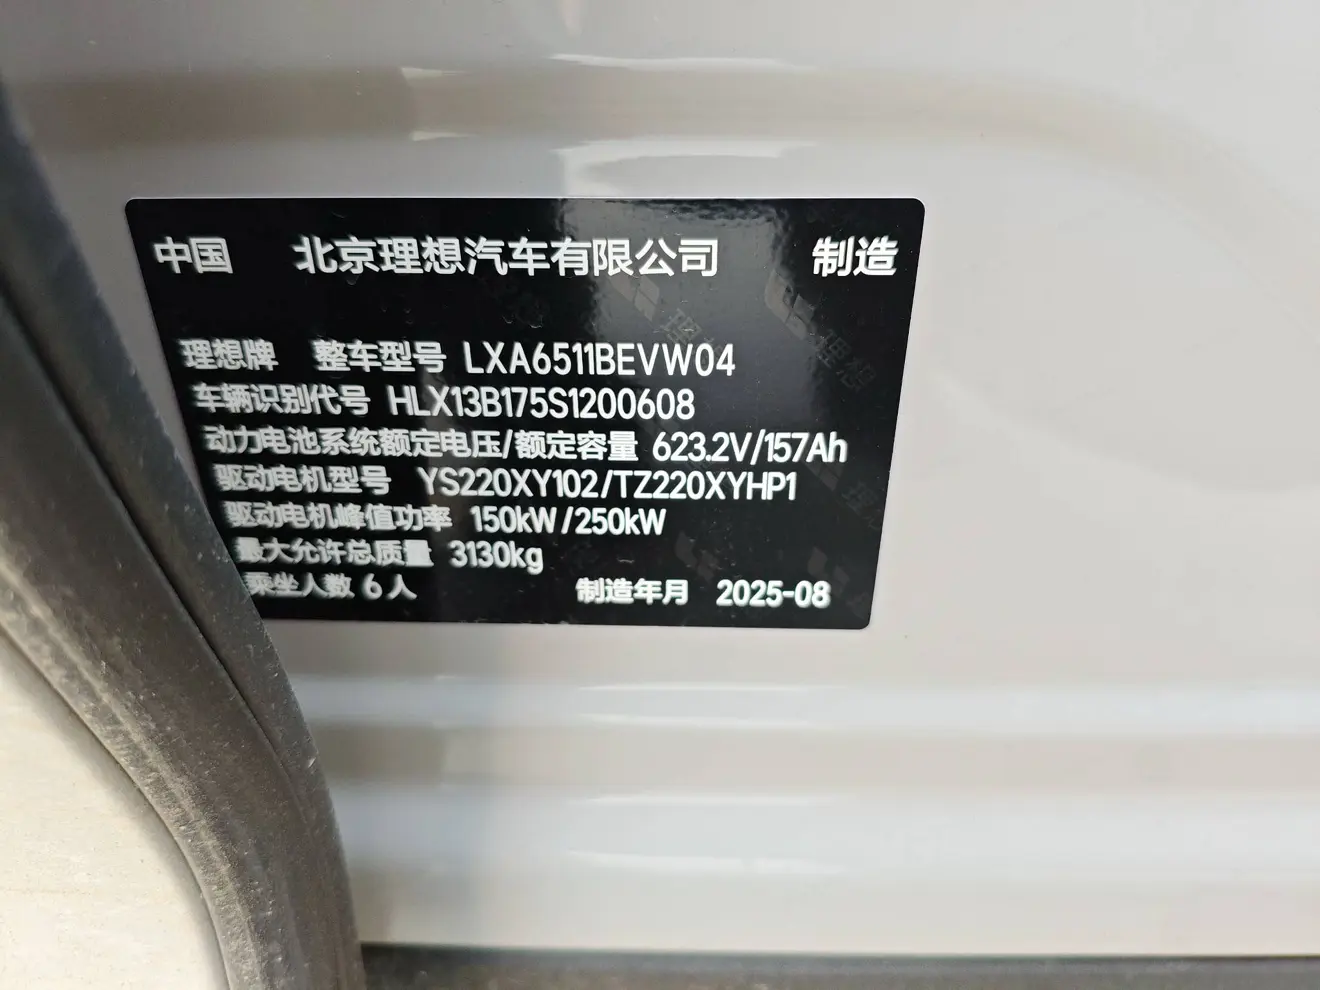 中国 北京理想汽车有限公司 制造
理想牌 整车型号 LXA6511BEVW04
车辆识别代号 HLX13B175S1200608
动力电池系统额定电压/额定容量 623.2V/157Ah
驱动电机型号 YS220XY102/TZ220XYHP1
驱动电机峰值功率 150kW/250kW
最大允许总质量 3130kg
乘坐人数 6人 制造年月 2025-08